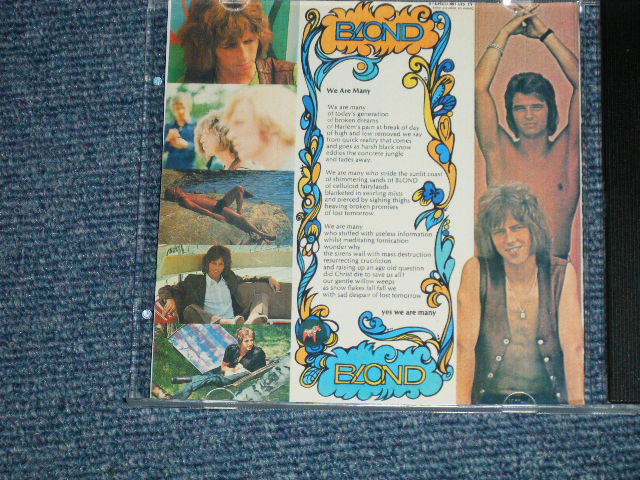 BLOND
We Are Many
We are many
of today's generation
of broken dreams
of Harlem's pain at break of day
of high and low removed we say
from quick reality that comes
and goes as harsh black snow
eddies the concrete jungle
and fades away.
We are many who stride the sunlit coast
of shimmering sands of BLOND
of celluloid fairylands
blanketed in swirling mists
and pierced by sighing thighs
heaving broken promises
of lost tomorrow.
We are many
who stuffed with useless information
whilst meditating fornication
wonder why
the sirens wail with mass destruction
resurrecting crucifixion
and raising up an age old question
did Christ die to save us all?
our gentle willow weeps
as snow flakes fall fall we
with sad despair of lost tomorrow
yes we are many
BLOND